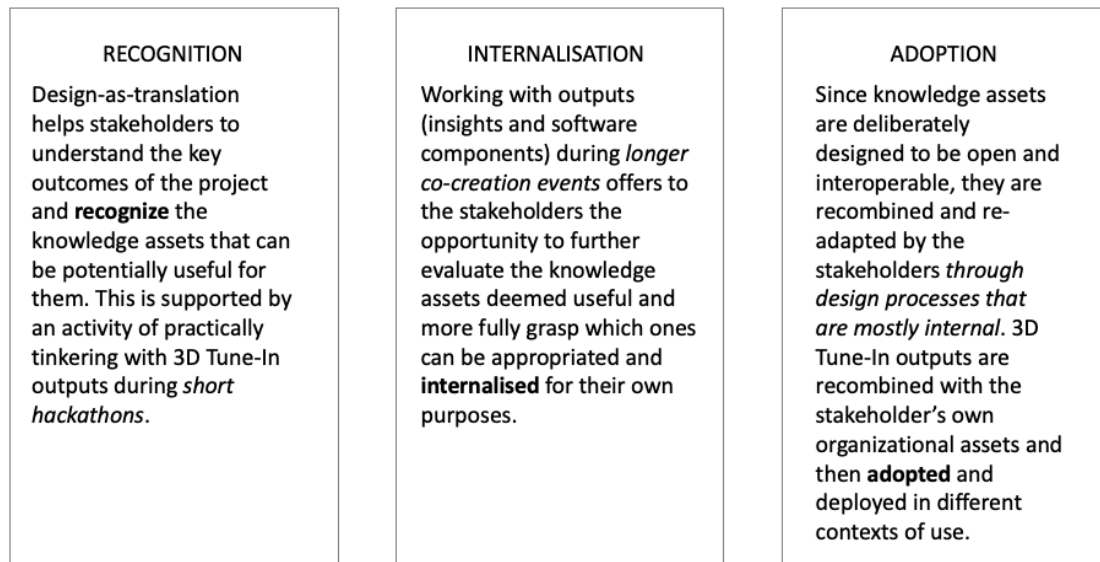 RECOGNITION
Design-as-translation
helps stakeholders to
understand the key
outcomes of the project
and recognize the
knowledge assets that can
be potentially useful for
them. This is supported by
an activity of practically
tinkering with 3D Tune-In
outputs during short
hackathons.
INTERNALISATION
Working with outputs
(insights and software
components) during longer
co-creation events offers to
the stakeholders the
opportunity to further
evaluate the knowledge
assets deemed useful and
more fully grasp which ones
can be appropriated and
internalised for their own
purposes.
ADOPTION
Since knowledge assets
are deliberately
designed to be open and
interoperable, they are
recombined and re-
adapted by the
stakeholders through
design processes that
are mostly internal. 3D
Tune-In outputs are
recombined with the
stakeholder’s own
organizational assets and
then adopted and
deployed in different
contexts of use.